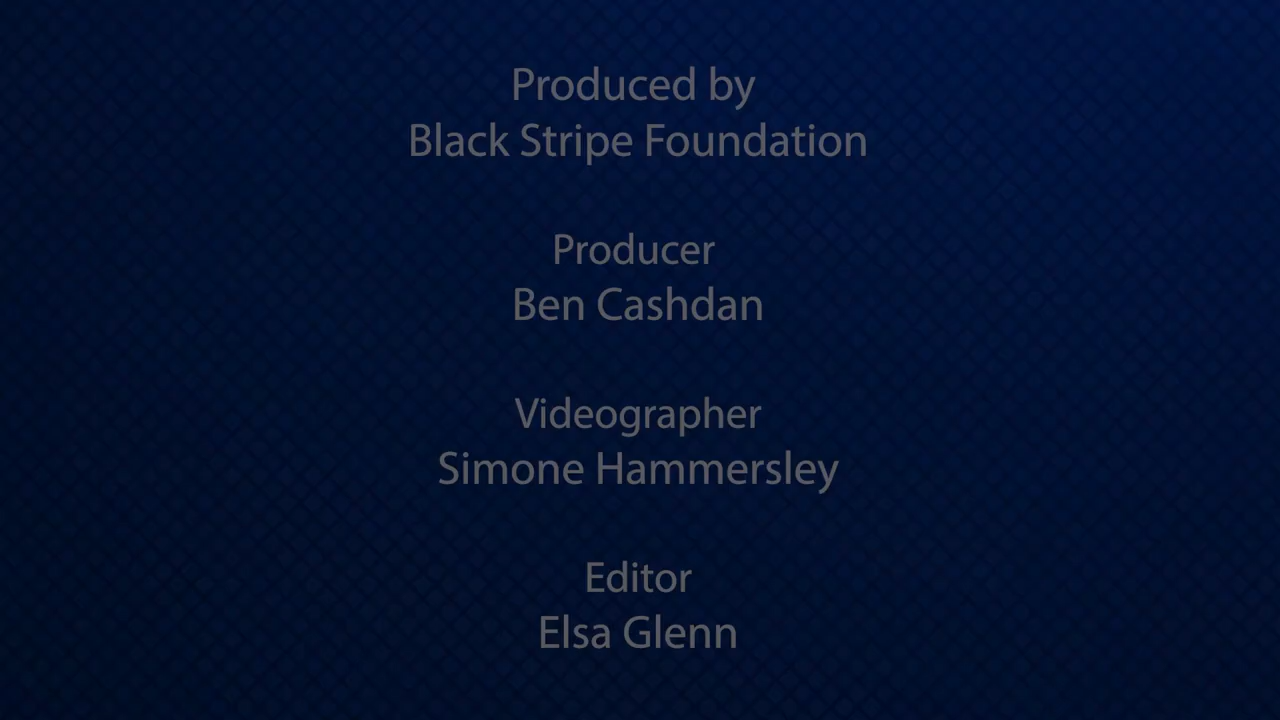 Produced by
Black Stripe Foundation
Producer
Ben Cashdan
Videographer
Simone Hammersley
Editor
Elsa Glenn